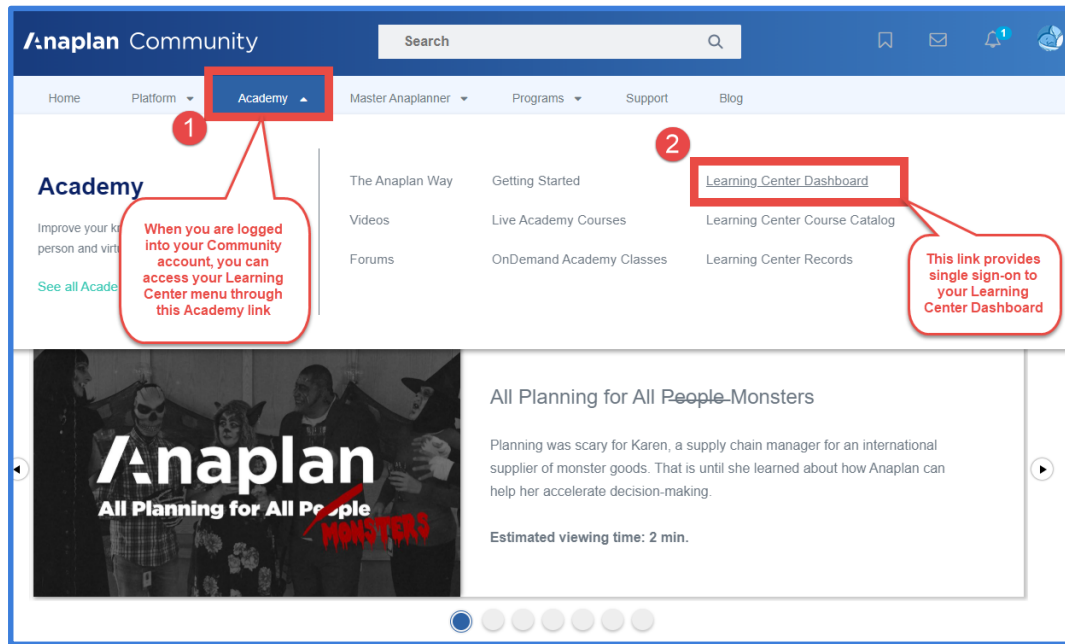 Anaplan Community
Search
1
Home Platform Academy Master Anaplanner Programs Support Blog
1
2
Academy
Improve your k
person and virt
See all Acade
The Anaplan Way
Videos
Forums
Getting Started
Live Academy Courses
OnDemand Academy Classes
Learning Center Dashboard
Learning Center Course Catalog
Learning Center Records
When you are logged
into your Community
account, you can
access your Learning
Center menu through
this Academy link
This link provides
single sign-on to
your Learning
Center Dashboard
Anaplan
All Planning for All People
MONSTERS
All Planning for All People Monsters
Planning was scary for Karen, a supply chain manager for an international
supplier of monster goods. That is until she learned about how Anaplan can
help her accelerate decision-making.
Estimated viewing time: 2 min.